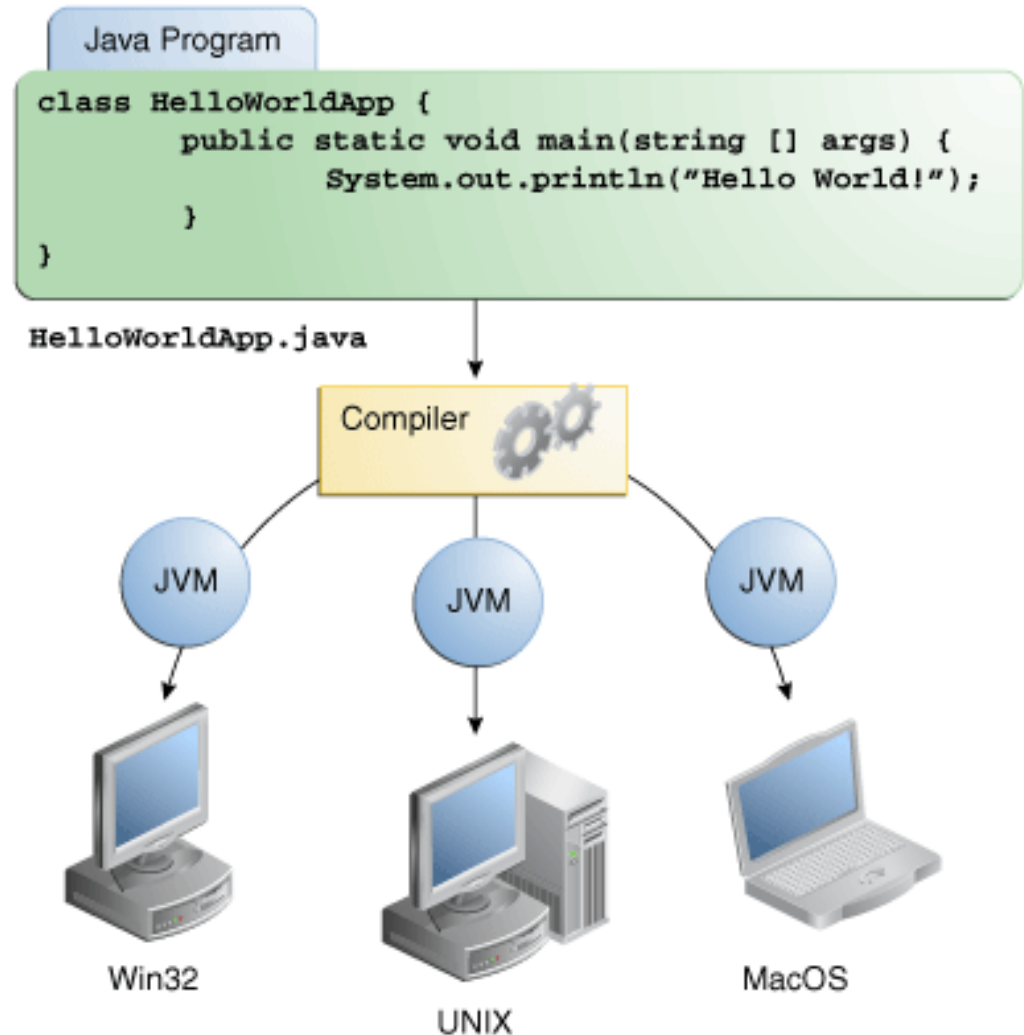 Java Program
class HelloWorldApp {
public static void main(string [] args) {
System.out.println(”Hello World!”);
}
}
HelloWorldApp.java
Compiler
JVM
JVM
JVM
Win32
UNIX
MacOS